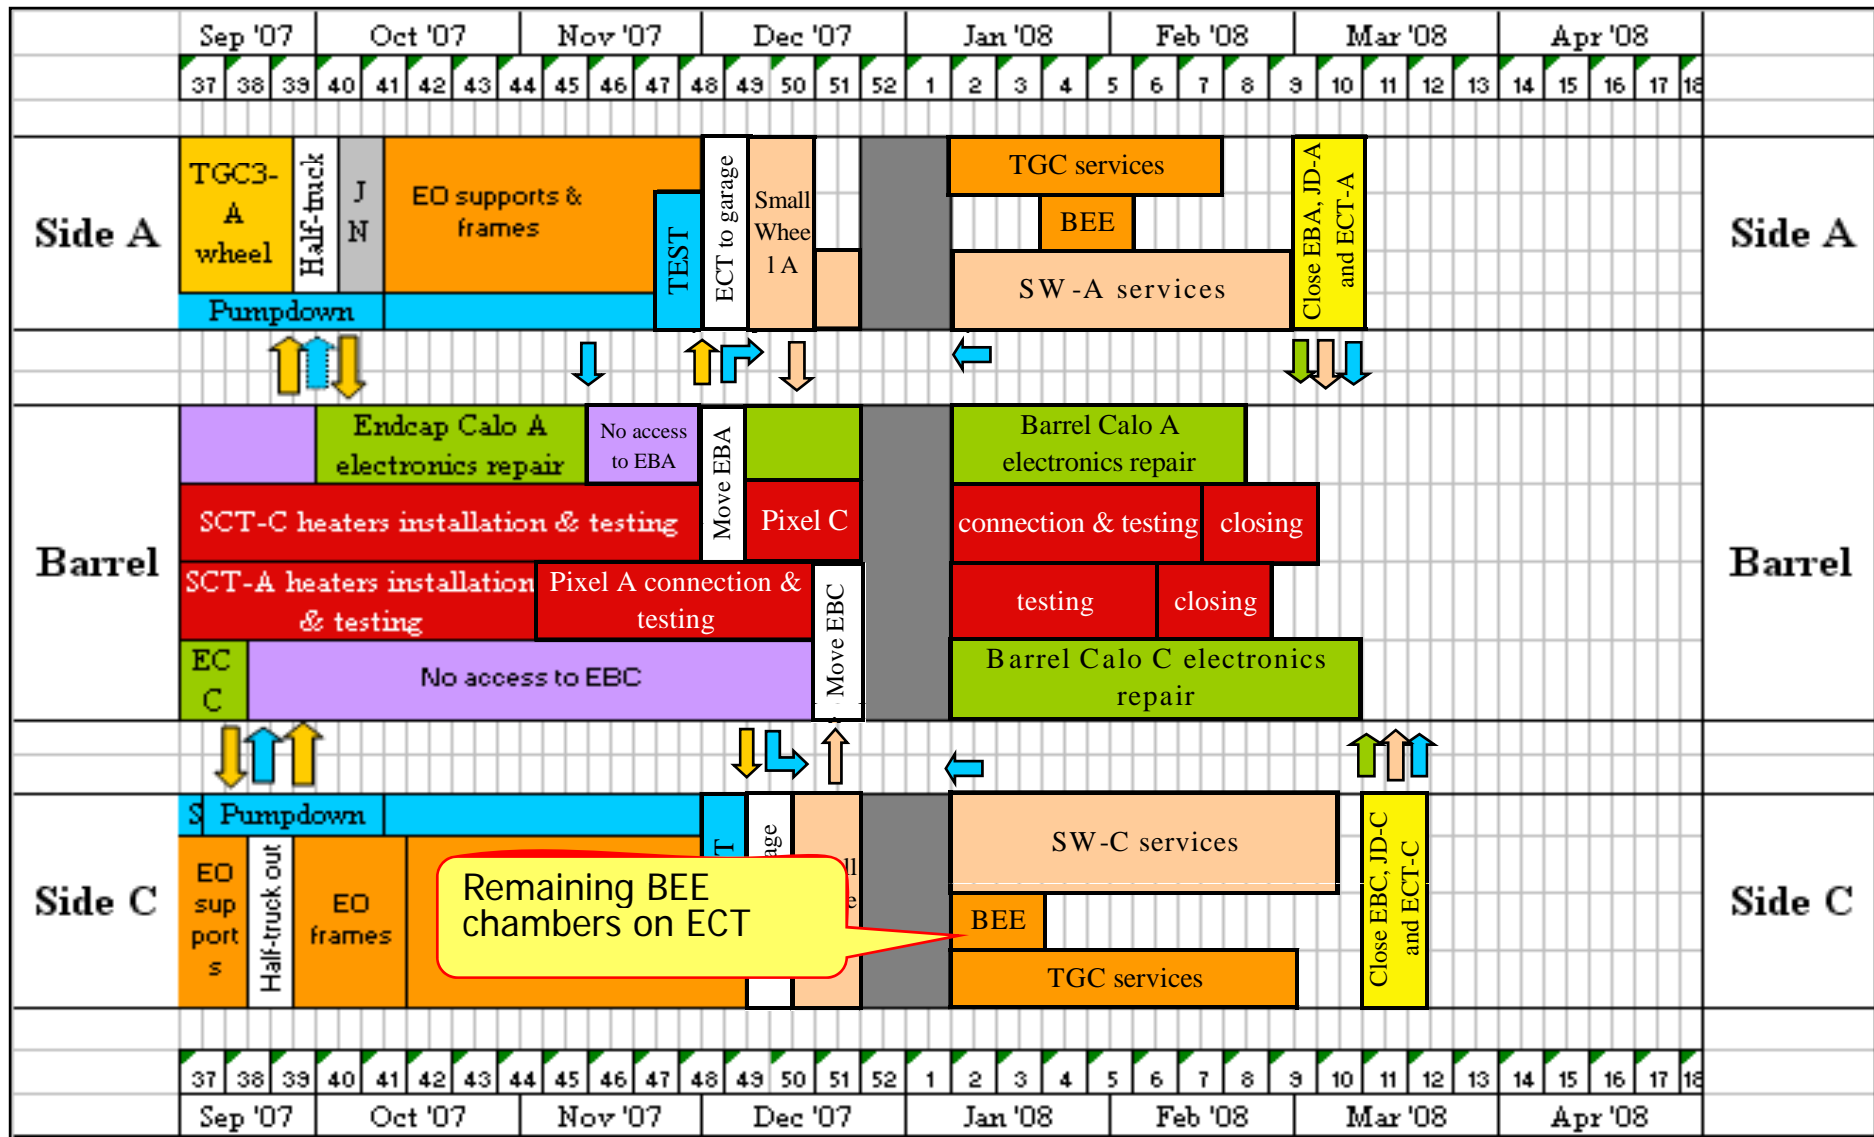 Sep '07 Oct '07 Nov '07 Dec '07 Jan '08 Feb '08 Mar '08 Apr '08
37 38 39 40 41 42 43 44 45 46 47 48 49 50 51 52 1 2 3 4 5 6 7 8 9 10 11 12 13 14 15 16 17 18
Side A
TGC3-
A
wheel
Half-truck
J
N
EO supports &
frames
TEST
ECT to garage
Small
Whee
l A
TGC services
BEE
SW-A services
Close EBA, JD-A
and ECT-A
Side A
Pumpdown
Barrel
Endcap Calo A
electronics repair
No access
to EBA
Move EBA
Barrel Calo A
electronics repair
Barrel
SCT-C heaters installation & testing
Pixel C
connection & testing
closing
SCT-A heaters installation
& testing
Pixel A connection &
testing
Move EBC
testing
closing
EC
C
No access to EBC
Barrel Calo C electronics
repair
Side C
S
Pumpdown
EO
sup
port
s
Half-truck out
EO
frames
T
age
ll
e
Remaining BEE
chambers on ECT
SW-C services
BEE
TGC services
Close EBC, JD-C
and ECT-C
Side C
37 38 39 40 41 42 43 44 45 46 47 48 49 50 51 52 1 2 3 4 5 6 7 8 9 10 11 12 13 14 15 16 17 18
Sep '07 Oct '07 Nov '07 Dec '07 Jan '08 Feb '08 Mar '08 Apr '08